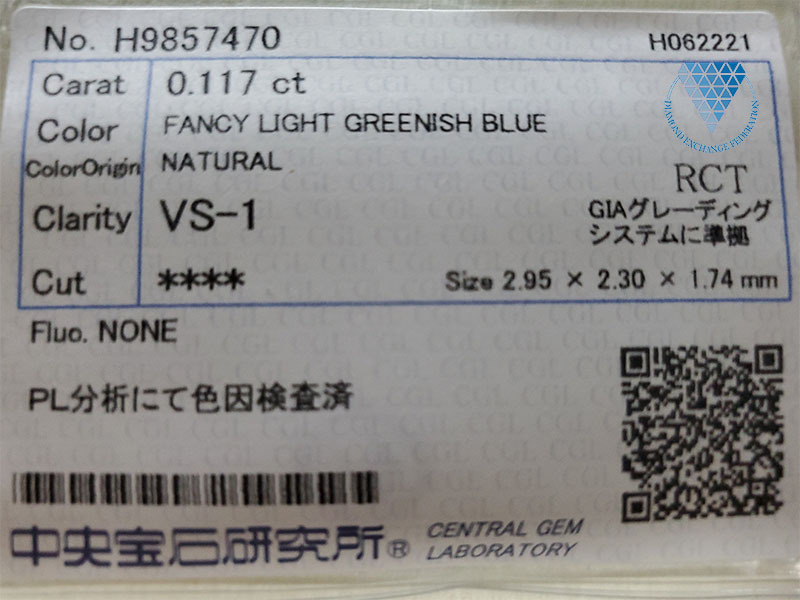 No. H9857470 H062221
Carat 0.117 ct
Color FANCY LIGHT GREENISH BLUE
DIAMOND EXCHANGE FEDERATION
ColorOrigin NATURAL
RCT
Clarity VS-1
GIAグレーディング
システムに準拠
Cut **** Size 2.95 × 2.30 × 1.74 mm
Fluo. NONE
PL分析にて色因検査済
中央宝石研究所® CENTRAL GEM
LABORATORY